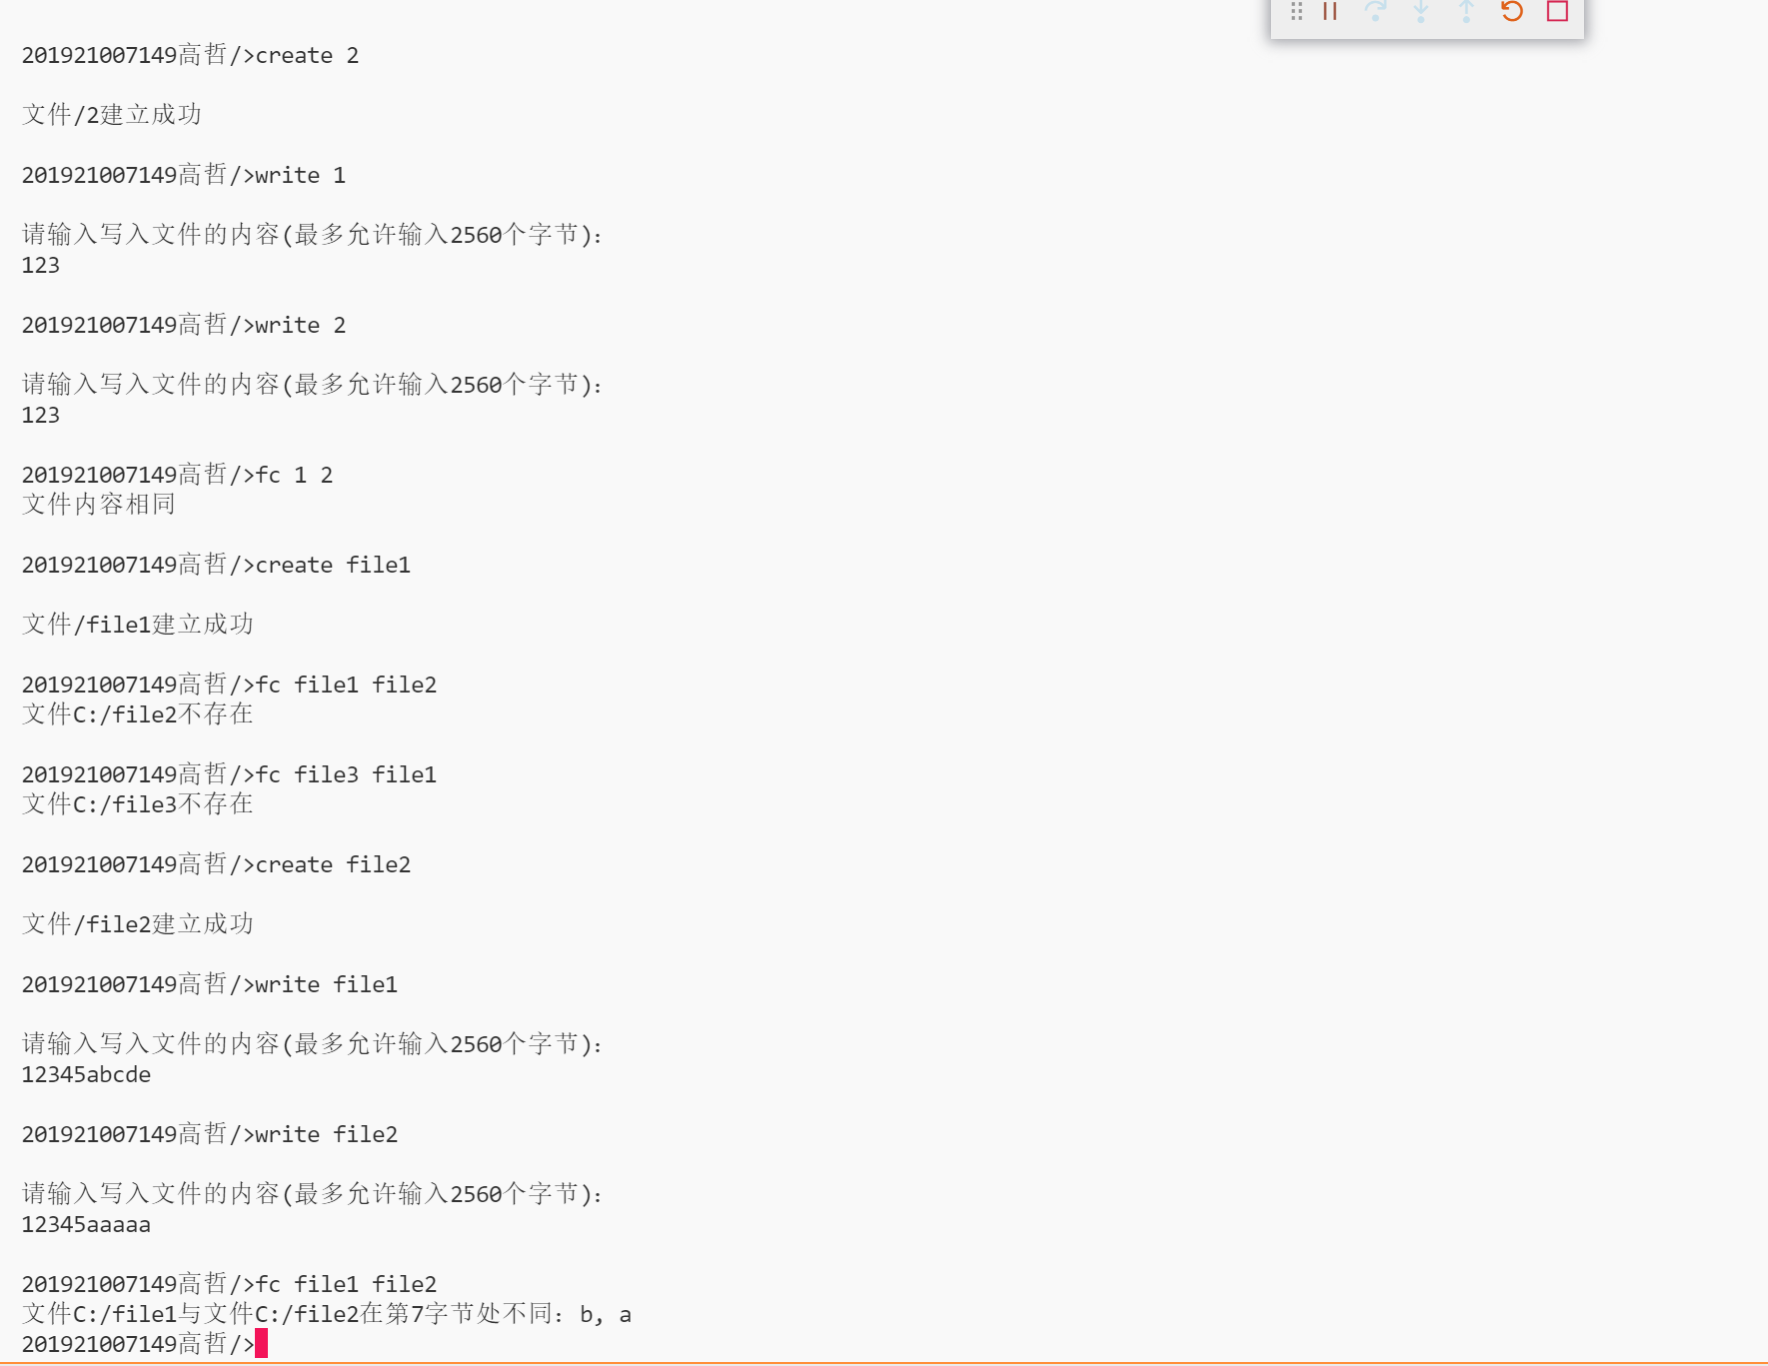 201921007149高哲/>create 2
文件/2建立成功
201921007149高哲/>write 1
请输入写入文件的内容(最多允许输入2560个字节):
123
201921007149高哲/>write 2
请输入写入文件的内容(最多允许输入2560个字节):
123
201921007149高哲/>fc 1 2
文件内容相同
201921007149高哲/>create file1
文件/file1建立成功
201921007149高哲/>fc file1 file2
文件C:/file2不存在
201921007149高哲/>fc file3 file1
文件C:/file3不存在
201921007149高哲/>create file2
文件/file2建立成功
201921007149高哲/>write file1
请输入写入文件的内容(最多允许输入2560个字节):
12345abcde
201921007149高哲/>write file2
请输入写入文件的内容(最多允许输入2560个字节):
12345aaaaa
201921007149高哲/>fc file1 file2
文件C:/file1与文件C:/file2在第7字节处不同: b, a
201921007149高哲/>